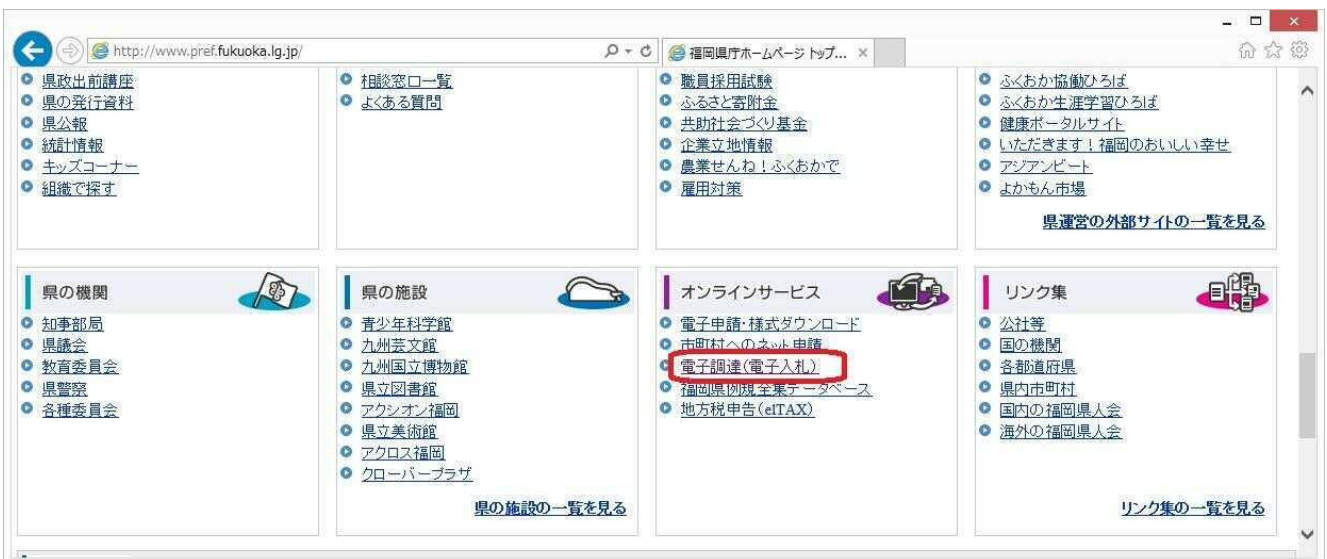 http://www.pref.fukuoka.lg.jp/
福岡県庁ホームページ トップ...
県政出前講座
県の発行資料
県公報
統計情報
キッズコーナー
組織で探す
相談窓口一覧
よくある質問
職員採用試験
ふるさと寄附金
共助社会づくり基金
企業立地情報
農業せんね！ふくおかで
雇用対策
ふくおか協働ひろば
ふくおか生涯学習ひろば
健康ポータルサイト
いただきます！福岡のおいしい幸せ
アジアンビート
よかもん市場
県運営の外部サイトの一覧を見る
県の機関
知事部局
県議会
教育委員会
県警察
各種委員会
県の施設
青少年科学館
九州芸文館
九州国立博物館
県立図書館
アクシオン福岡
県立美術館
アクロス福岡
クローバープラザ
県の施設の一覧を見る
オンラインサービス
電子申請・様式ダウンロード
市町村へのネット申請
電子調達(電子入札)
福岡県例規全集データベース
地方税申告(elTAX)
リンク集
公社等
国の機関
各都道府県
県内市町村
国内の福岡県人会
海外の福岡県人会
リンク集の一覧を見る